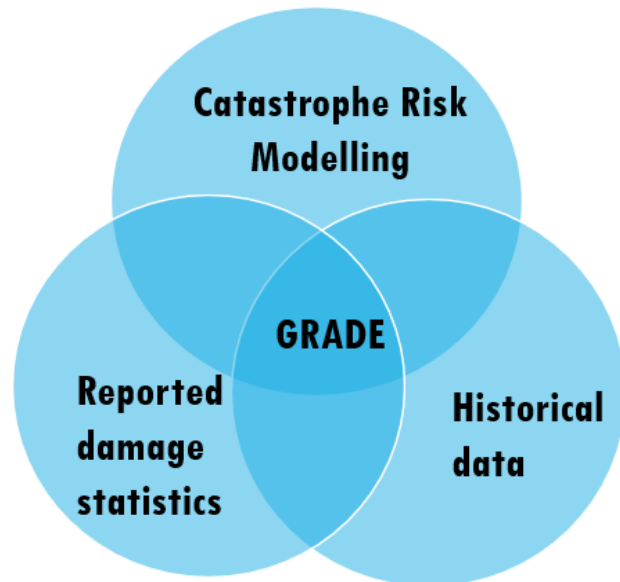 Catastrophe Risk
Modelling
GRADE
Reported
damage
statistics
Historical
data